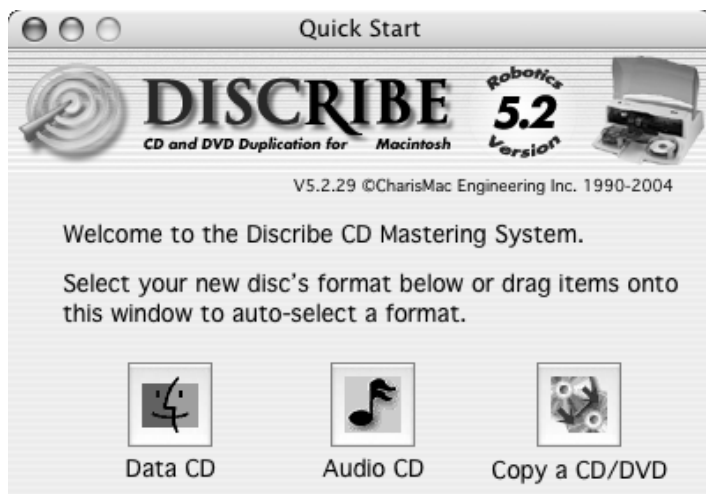 Quick Start
DISCRIBE
CD and DVD Duplication for Macintosh
Robotics
5.2
Version
V5.2.29 ©CharisMac Engineering Inc. 1990-2004
Welcome to the Discribe CD Mastering System.
Select your new disc's format below or drag items onto
this window to auto-select a format.
Data CD
Audio CD
Copy a CD/DVD